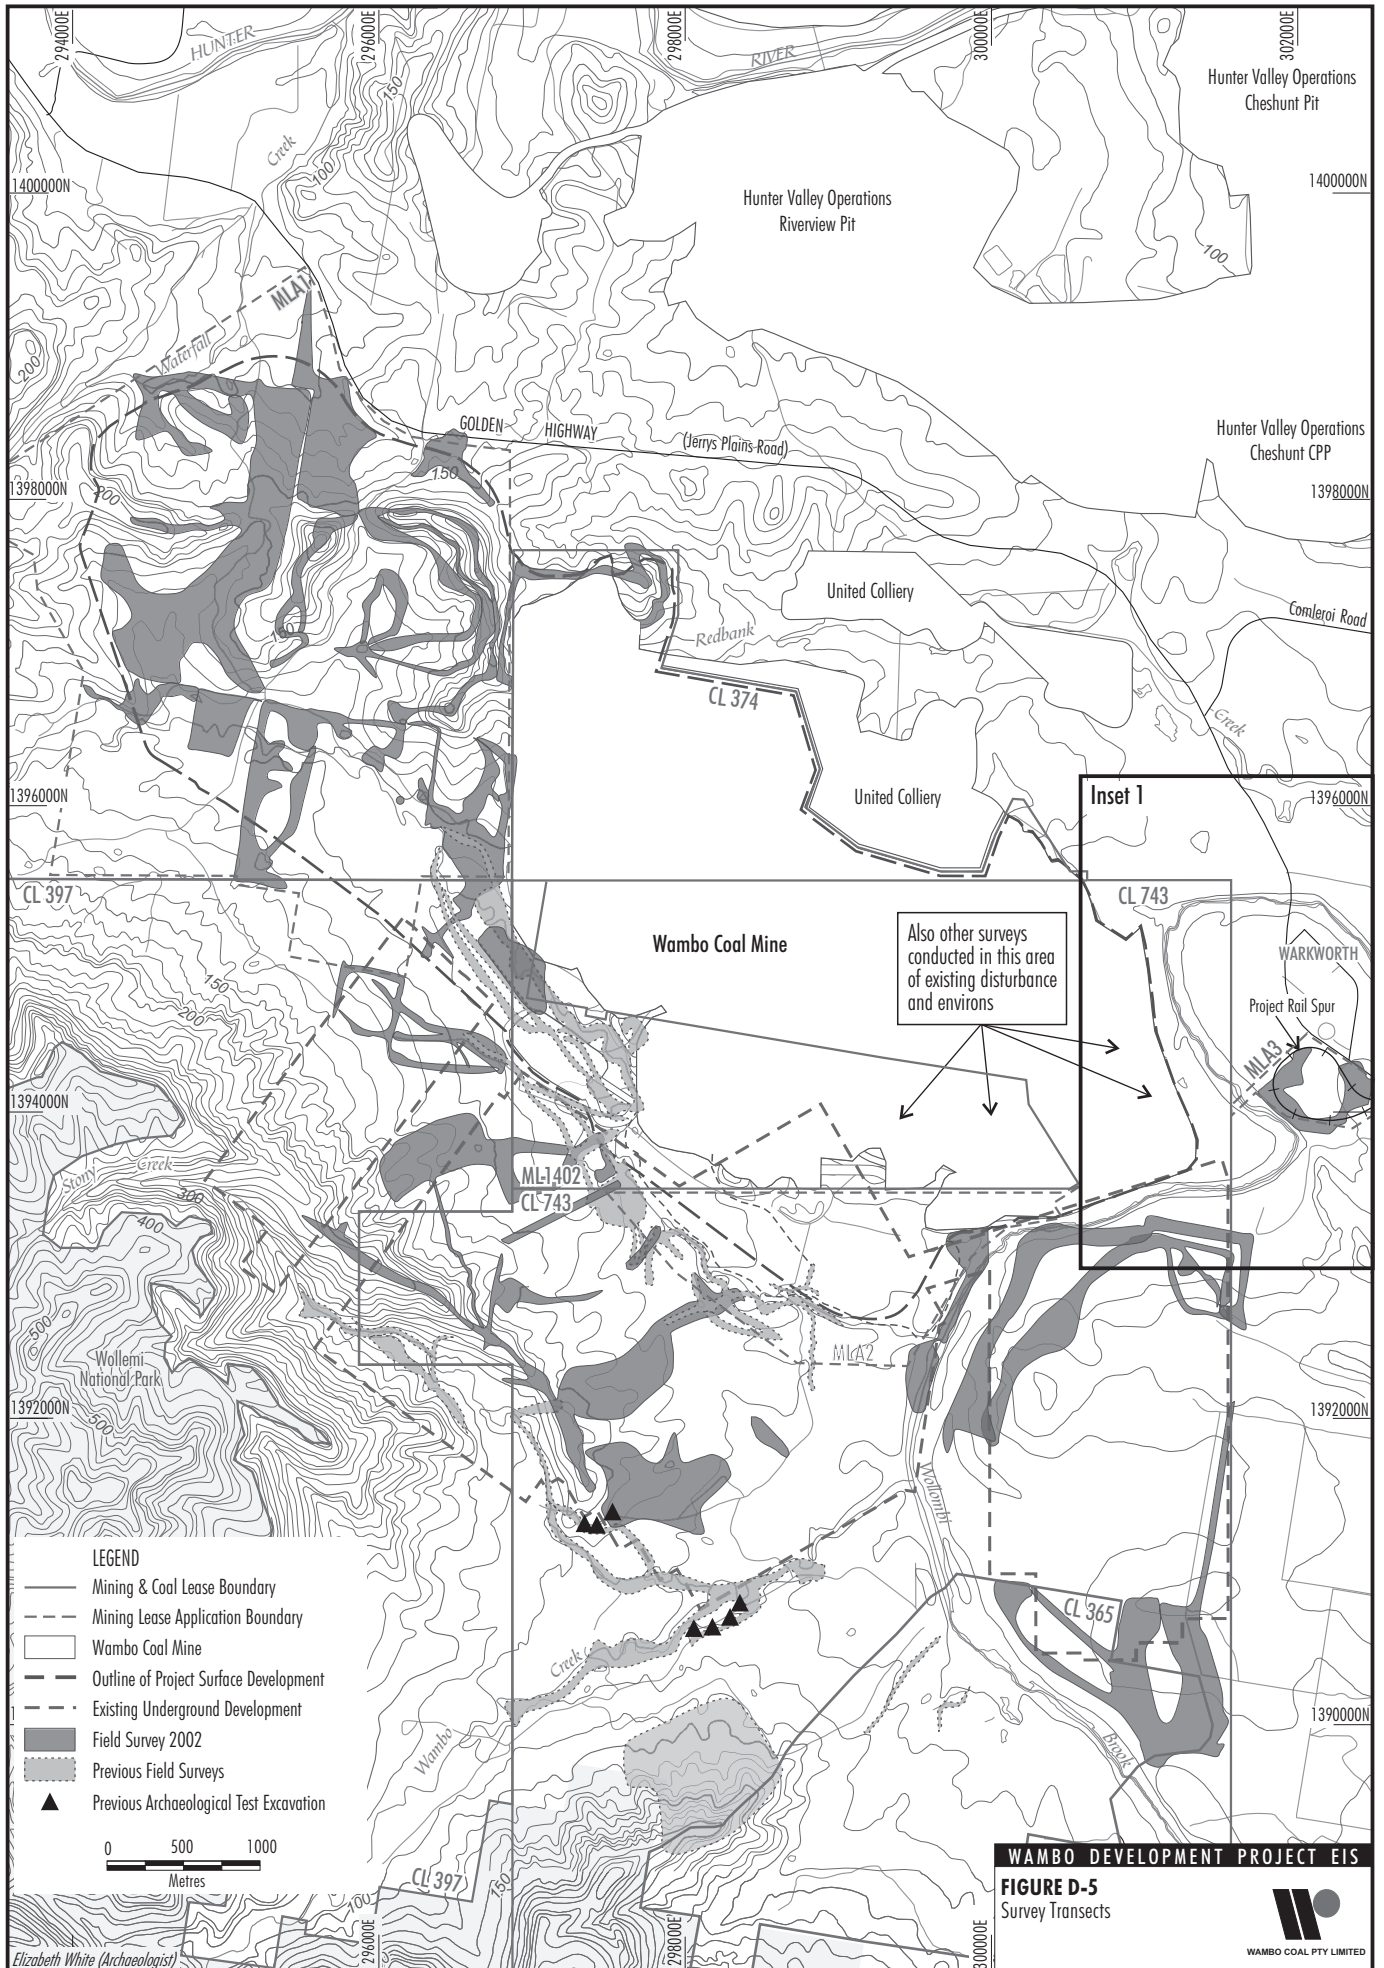 294000E
296000E
298000E
300000E
302000E
HUNTER
RIVER
Hunter Valley Operations
Cheshunt Pit
150
Creek
100
1400000N
1400000N
Hunter Valley Operations
Riverview Pit
100
MLA1
Waterfall
200
GOLDEN HIGHWAY (Jerrys Plains Road)
Hunter Valley Operations
Cheshunt CPP
150
1398000N
200
1398000N
United Colliery
Comleroi Road
150
Redbank
CL 374
Creek
1396000N
United Colliery
Inset 1
1396000N
CL 397
CL 743
Wambo Coal Mine
Also other surveys
conducted in this area
of existing disturbance
and environs
WARKWORTH
150
200
Project Rail Spur
MLA3
1394000N
1394000N
Stony
Creek
300
ML 1402
CL 743
400
500
Wollemi
National Park
MLA2
1392000N
500
1392000N
Wollombi
CL 365
LEGEND
Mining & Coal Lease Boundary
Mining Lease Application Boundary
Wambo Coal Mine
Outline of Project Surface Development
Existing Underground Development
Field Survey 2002
Previous Field Surveys
Previous Archaeological Test Excavation
0 500 1000
Metres
Creek
Wambo
1390000N
Brook
CL 397
150
100
296000E
298000E
300000E
Elizabeth White (Archaeologist)
WAMBO DEVELOPMENT PROJECT EIS
FIGURE D-5
Survey Transects
WAMBO COAL PTY LIMITED